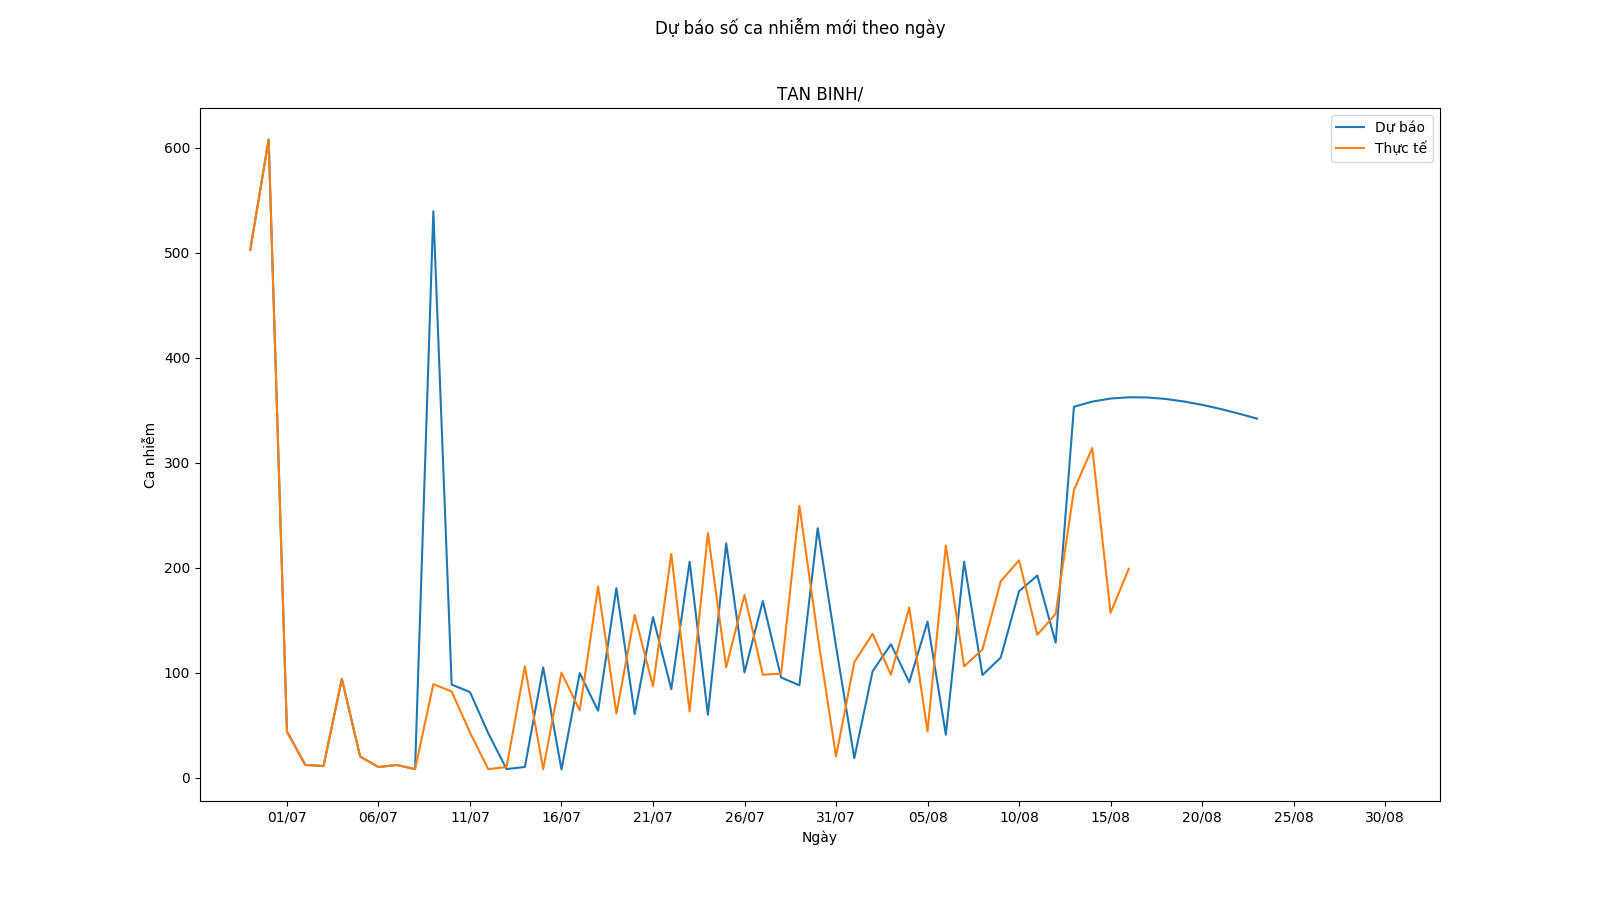 Dự báo số ca nhiễm mới theo ngày
TAN BINH/
Dự báo
Thực tế
600
500
400
300
200
100
0
Ca nhiễm
01/07 06/07 11/07 16/07 21/07 26/07 31/07 05/08 10/08 15/08 20/08 25/08 30/08
Ngày